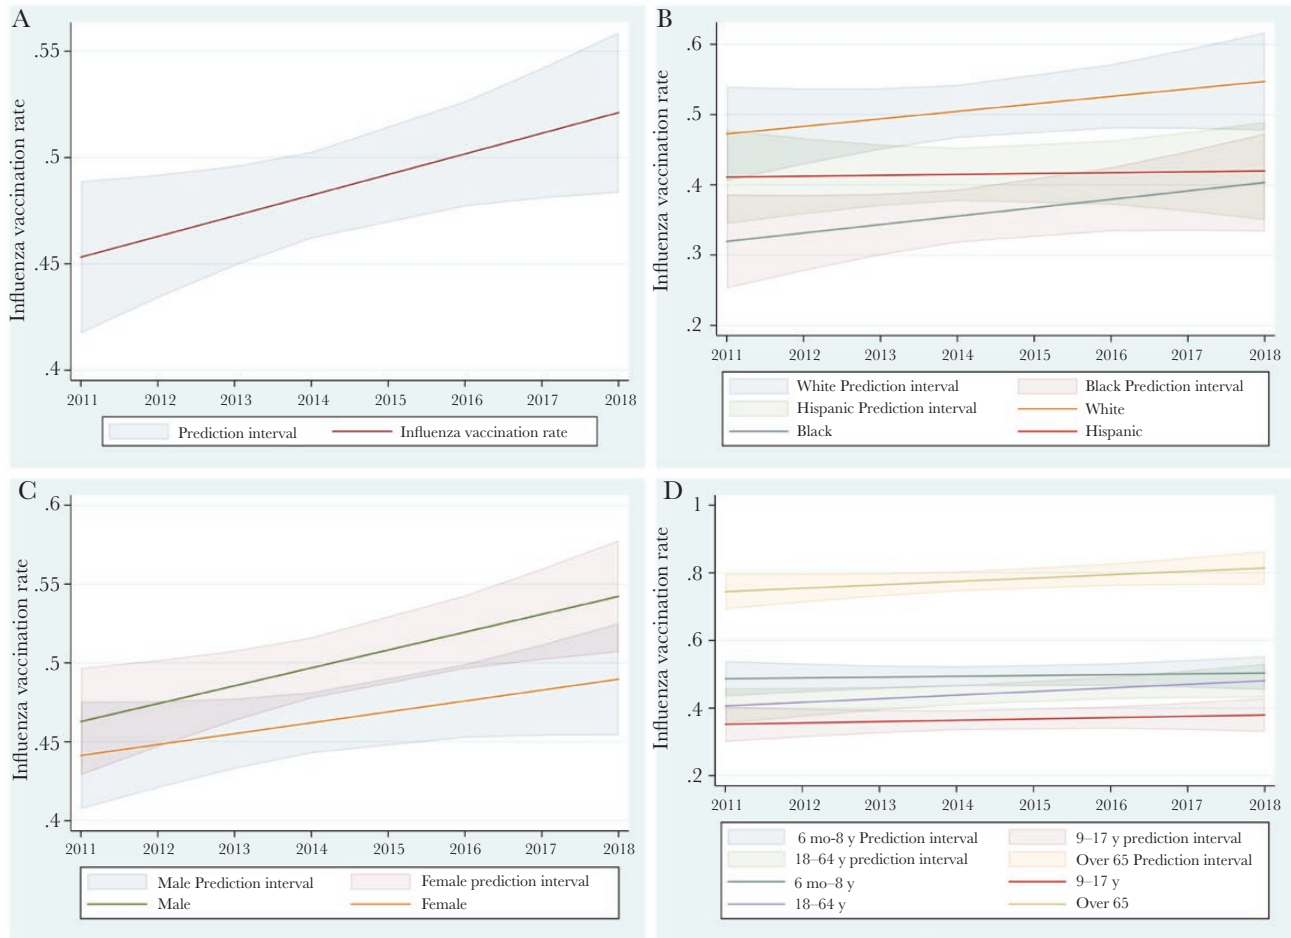 A
Influenza vaccination rate
.55
.5
.45
.4
2011 2012 2013 2014 2015 2016 2017 2018
Prediction interval Influenza vaccination rate
B
Influenza vaccination rate
.6
.5
.4
.3
.2
2011 2012 2013 2014 2015 2016 2017 2018
White Prediction interval Black Prediction interval
Hispanic Prediction interval White
Black Hispanic
C
Influenza vaccination rate
.6
.55
.5
.45
.4
2011 2012 2013 2014 2015 2016 2017 2018
Male Prediction interval Female prediction interval
Male Female
D
Influenza vaccination rate
1
.8
.6
.4
.2
2011 2012 2013 2014 2015 2016 2017 2018
6 mo-8 y Prediction interval 9–17 y prediction interval
18–64 y prediction interval Over 65 Prediction interval
6 mo–8 y 9–17 y
18–64 y Over 65